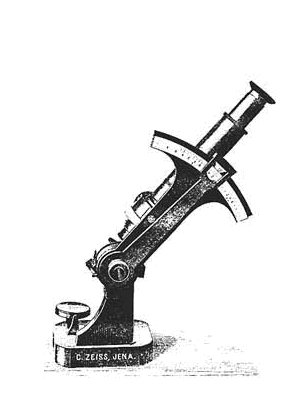 C. ZEISS, JENA.